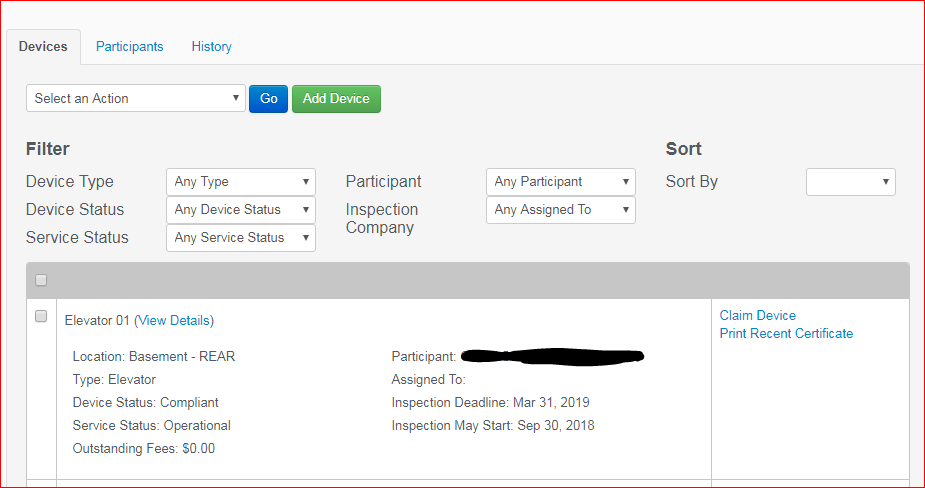 Devices Participants History
Select an Action Go Add Device
Filter Sort
Device Type Any Type Participant Any Participant Sort By
Device Status Any Device Status Inspection Company Any Assigned To
Service Status Any Service Status
Elevator 01 (View Details) Claim Device
Print Recent Certificate
Location: Basement - REAR Participant:
Type: Elevator Assigned To:
Device Status: Compliant Inspection Deadline: Mar 31, 2019
Service Status: Operational Inspection May Start: Sep 30, 2018
Outstanding Fees: $0.00